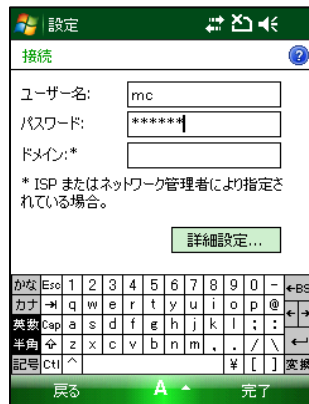 設定
接続
ユーザー名: mc
パスワード: ******
ドメイン:*
* ISP またはネットワーク管理者により指定さ
れている場合。
詳細設定...
かな Esc 1 2 3 4 5 6 7 8 9 0 - ←BS
カナ →| q w e r t y u i o p @ ← →
英数 Cap a s d f g h j k l ; :
半角 ⇧ z x c v b n m , . / \ ↵
記号 Ctl ^ ¥ [ ] 変換
戻る A 完了